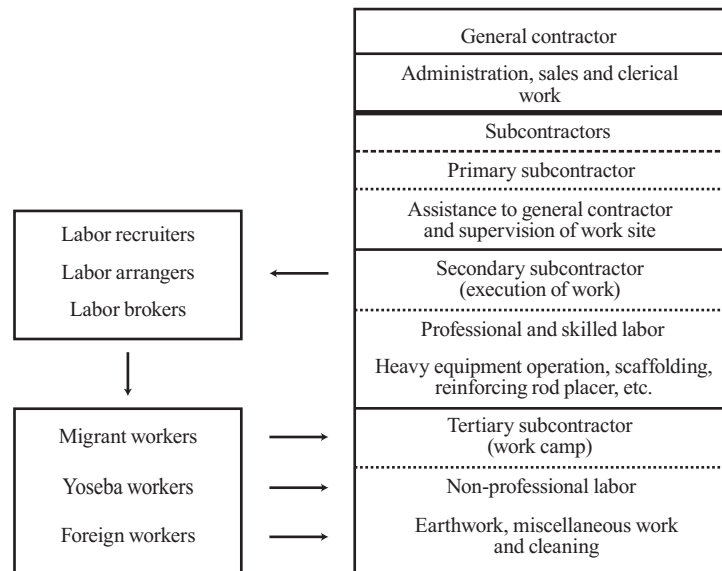 General contractor
Administration, sales and clerical
work
Subcontractors
Primary subcontractor
Assistance to general contractor
and supervision of work site
Labor recruiters
Labor arrangers
Labor brokers
Secondary subcontractor
(execution of work)
Professional and skilled labor
Heavy equipment operation, scaffolding,
reinforcing rod placer, etc.
Migrant workers
Yoseba workers
Foreign workers
Tertiary subcontractor
(work camp)
Non-professional labor
Earthwork, miscellaneous work
and cleaning